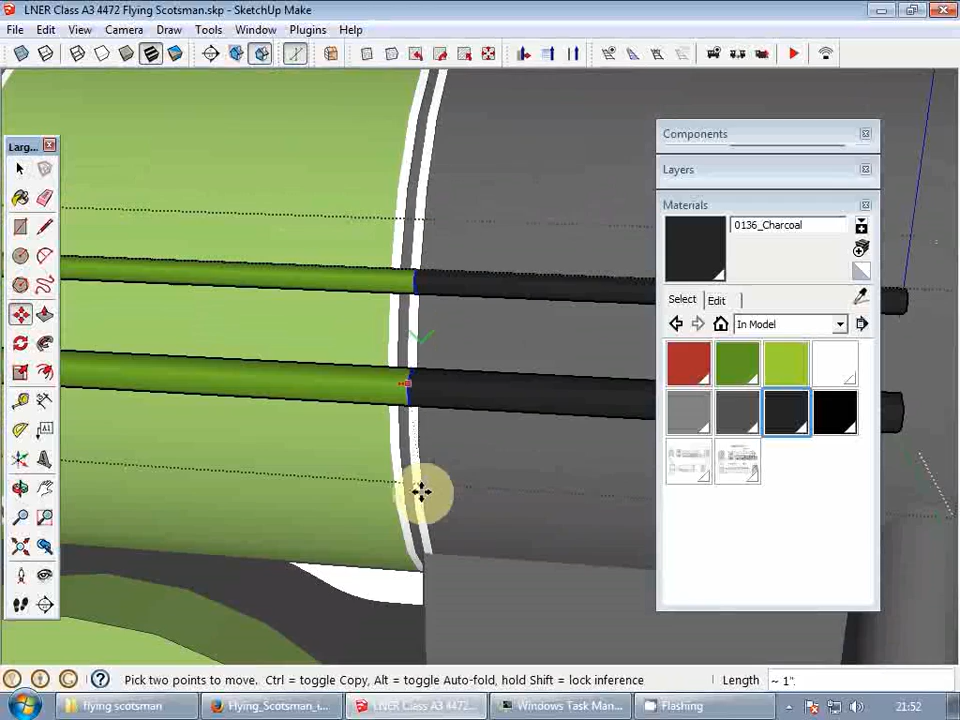 LNER Class A3 4472 Flying Scotsman.skp - SketchUp Make
File Edit View Camera Draw Tools Window Plugins Help
Larg...
Components
Layers
Materials
0136_Charcoal
Select Edit
In Model
Pick two points to move. Ctrl = toggle Copy, Alt = toggle Auto-fold, hold Shift = lock inference
Length ~ 1"
flying scotsman
Flying_Scotsman_i...
LNER Class A3 4472...
Windows Task Man...
Flashing
21:52